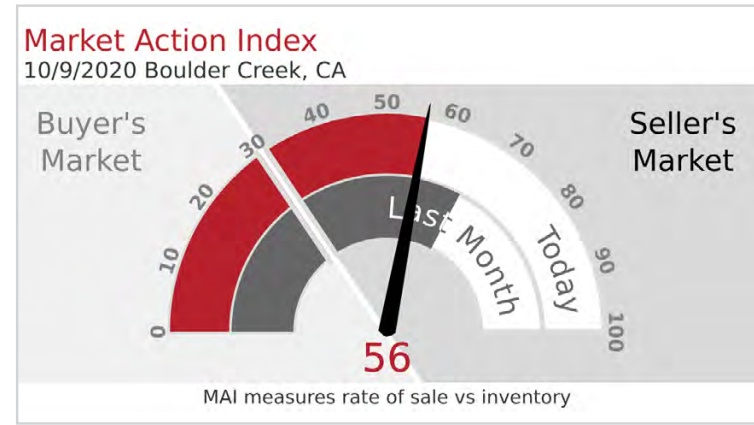 Market Action Index
10/9/2020 Boulder Creek, CA
Buyer's
Market
Seller's
Market
0
10
20
30
40
50
60
70
80
90
100
Last Month
Today
56
MAI measures rate of sale vs inventory